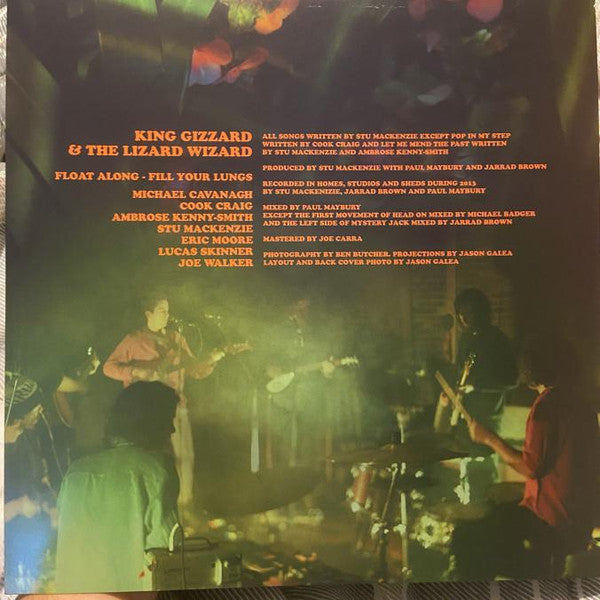 KING GIZZARD
& THE LIZARD WIZARD
FLOAT ALONG - FILL YOUR LUNGS
MICHAEL CAVANAGH
COOK CRAIG
AMBROSE KENNY-SMITH
STU MACKENZIE
ERIC MOORE
LUCAS SKINNER
JOE WALKER
ALL SONGS WRITTEN BY STU MACKENZIE EXCEPT POP IN MY STEP
WRITTEN BY COOK CRAIG AND LET ME MEND THE PAST WRITTEN
BY STU MACKENZIE AND AMBROSE KENNY-SMITH
PRODUCED BY STU MACKENZIE WITH PAUL MAYBURY AND JARRAD BROWN
RECORDED IN HOMES, STUDIOS AND SHEDS DURING 2013
BY STU MACKENIZIE, JARRAD BROWN AND PAUL MAYBURY
MIXED BY PAUL MAYBURY
EXCEPT THE FIRST MOVEMENT OF HEAD ON MIXED BY MICHAEL BADGER
AND THE LEFT SIDE OF MYSTERY JACK MIXED BY JARRAD BROWN
MASTERED BY JOE CARRA
PHOTOGRAPHY BY BEN BUTCHER. PROJECTIONS BY JASON GALEA
LAYOUT AND BACK COVER PHOTO BY JASON GALEA